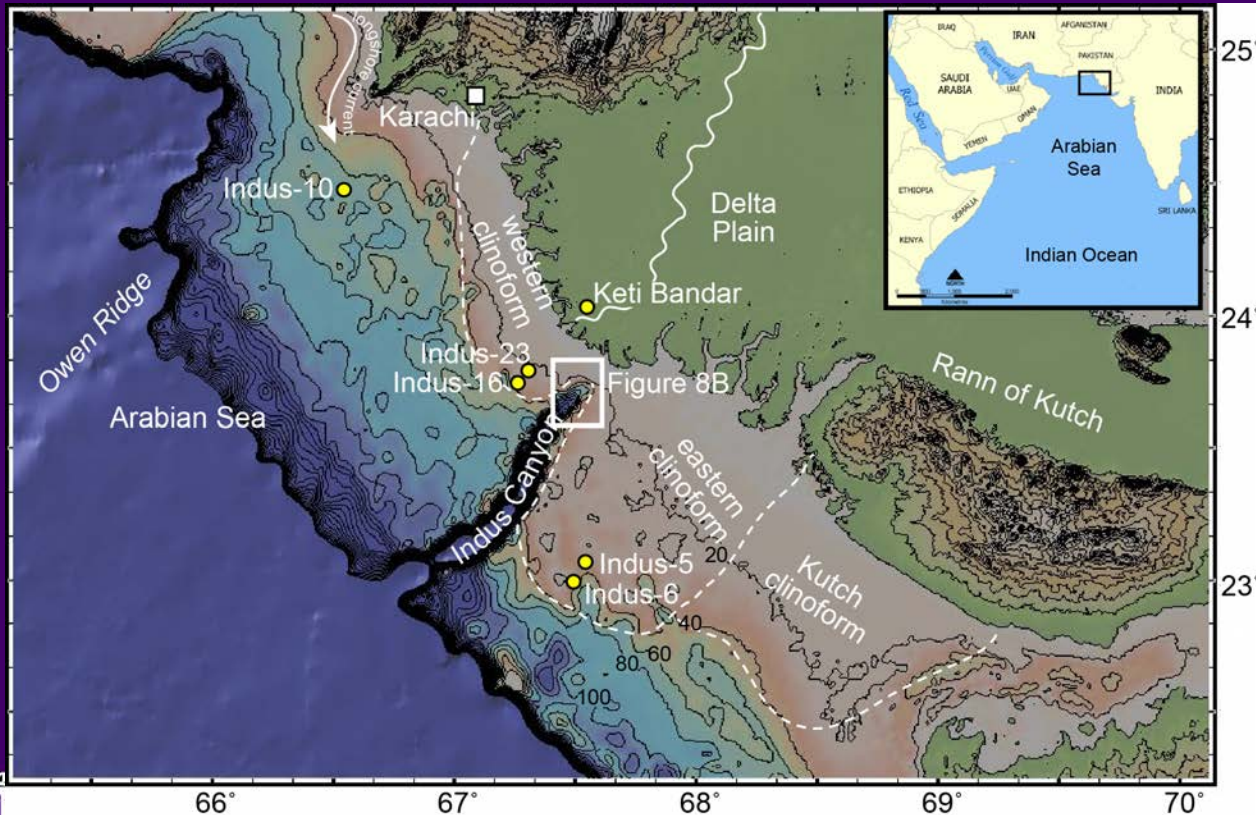 longshore current
Karachi
Indus-10
western
clinoform
Delta
Plain
Keti Bandar
Owen Ridge
Arabian Sea
Indus-23
Indus-16
Figure 8B
Rann of Kutch
Indus Canyon
eastern
clinoform
20
Kutch
clinoform
Indus-5
Indus-6
40
60
80
100
25°
24°
23°
66°
67°
68°
69°
70°
IRAQ
IRAN
AFGANISTAN
PAKISTAN
Persian Gulf
SAUDI
ARABIA
UAE
OMAN
INDIA
Red Sea
YEMEN
Arabian
Sea
ETHIOPIA
SOMALIA
SRI LANKA
KENYA
Indian Ocean
NORTH